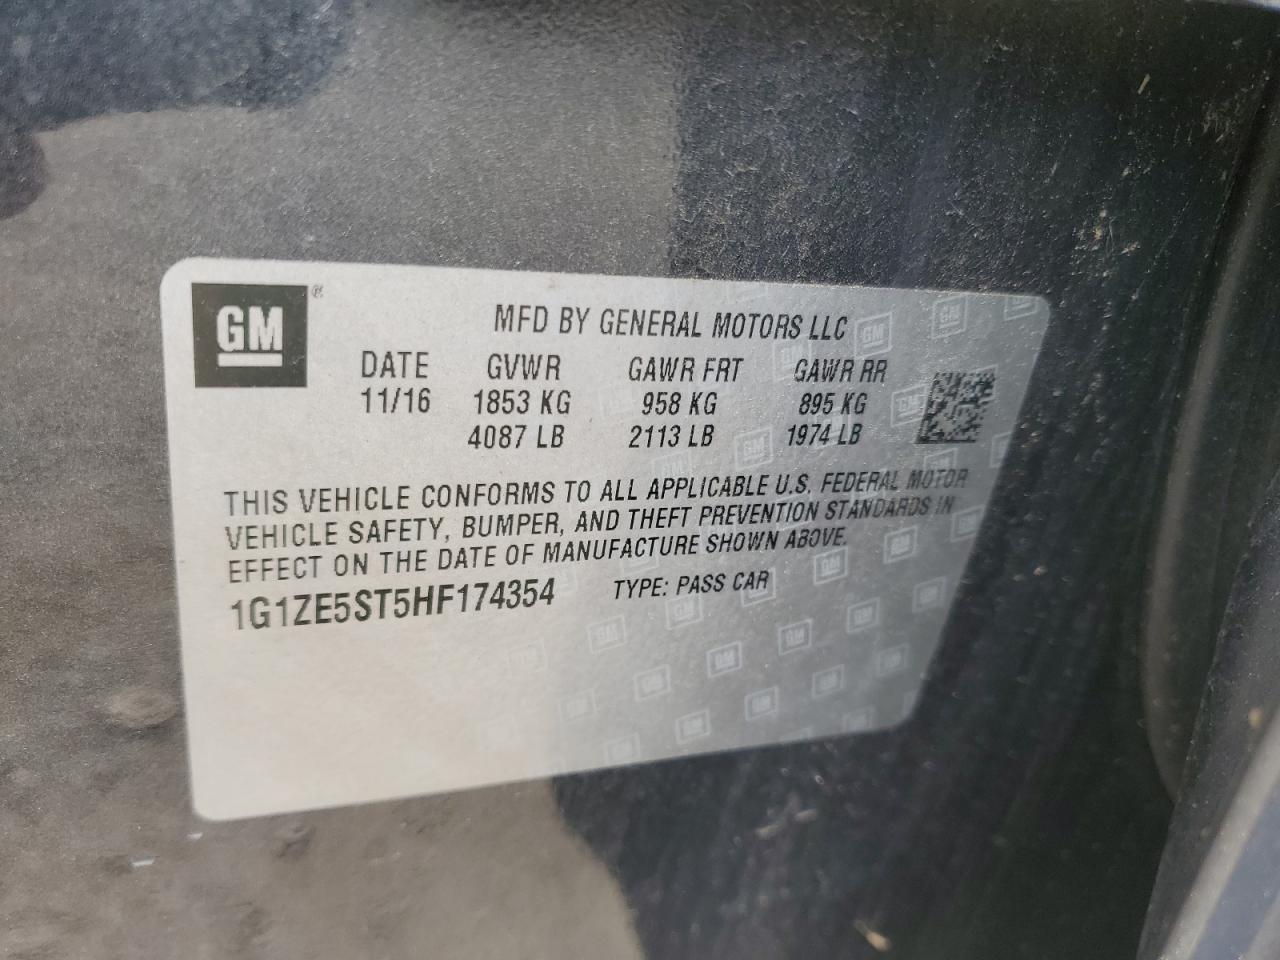 GM ®
MFD BY GENERAL MOTORS LLC
DATE GVWR GAWR FRT GAWR RR
11/16 1853 KG 958 KG 895 KG
4087 LB 2113 LB 1974 LB
THIS VEHICLE CONFORMS TO ALL APPLICABLE U.S. FEDERAL MOTOR
VEHICLE SAFETY, BUMPER, AND THEFT PREVENTION STANDARDS IN
EFFECT ON THE DATE OF MANUFACTURE SHOWN ABOVE.
1G1ZE5ST5HF174354 TYPE: PASS CAR